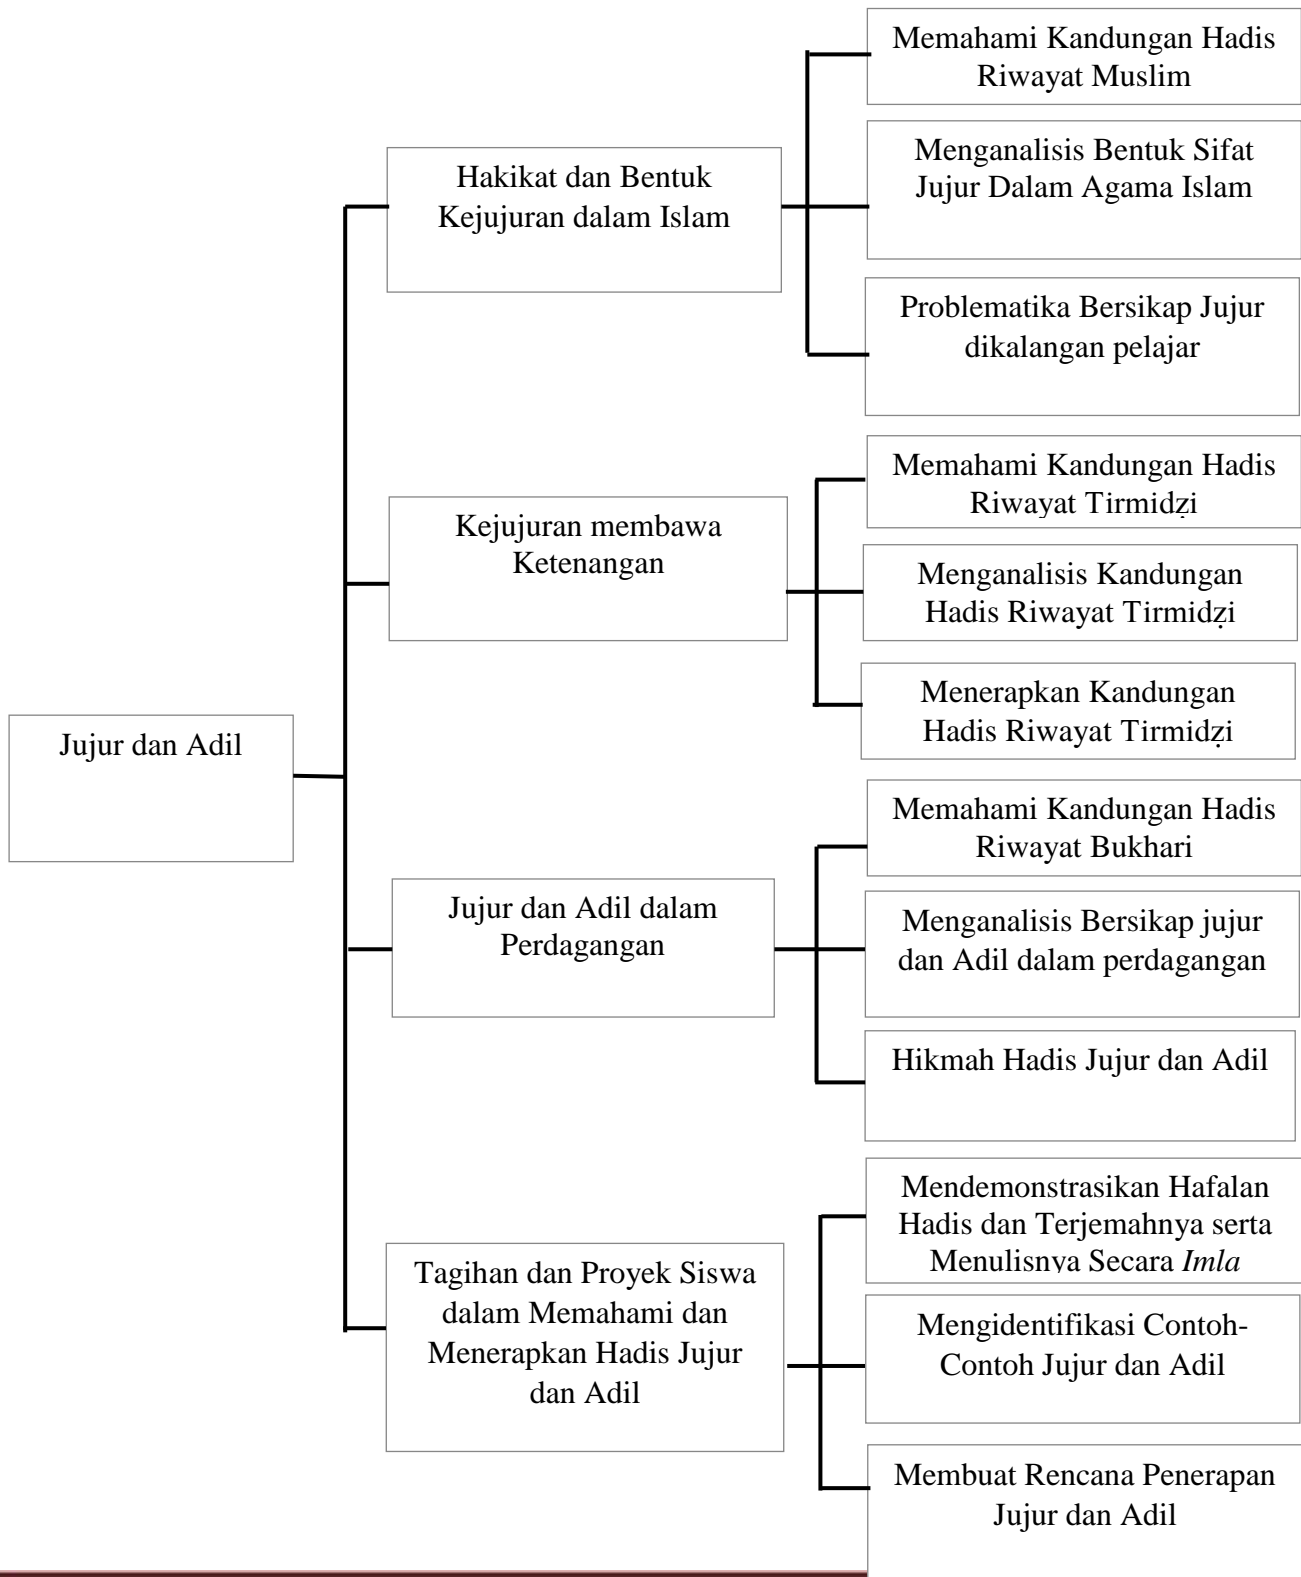 Jujur dan Adil
Hakikat dan Bentuk
Kejujuran dalam Islam
Memahami Kandungan Hadis
Riwayat Muslim
Menganalisis Bentuk Sifat
Jujur Dalam Agama Islam
Problematika Bersikap Jujur
dikalangan pelajar
Kejujuran membawa
Ketenangan
Memahami Kandungan Hadis
Riwayat Tirmidẓi
Menganalisis Kandungan
Hadis Riwayat Tirmidẓi
Menerapkan Kandungan
Hadis Riwayat Tirmidẓi
Jujur dan Adil dalam
Perdagangan
Memahami Kandungan Hadis
Riwayat Bukhari
Menganalisis Bersikap jujur
dan Adil dalam perdagangan
Hikmah Hadis Jujur dan Adil
Tagihan dan Proyek Siswa
dalam Memahami dan
Menerapkan Hadis Jujur
dan Adil
Mendemonstrasikan Hafalan
Hadis dan Terjemahnya serta
Menulisnya Secara Imla
Mengidentifikasi Contoh-
Contoh Jujur dan Adil
Membuat Rencana Penerapan
Jujur dan Adil